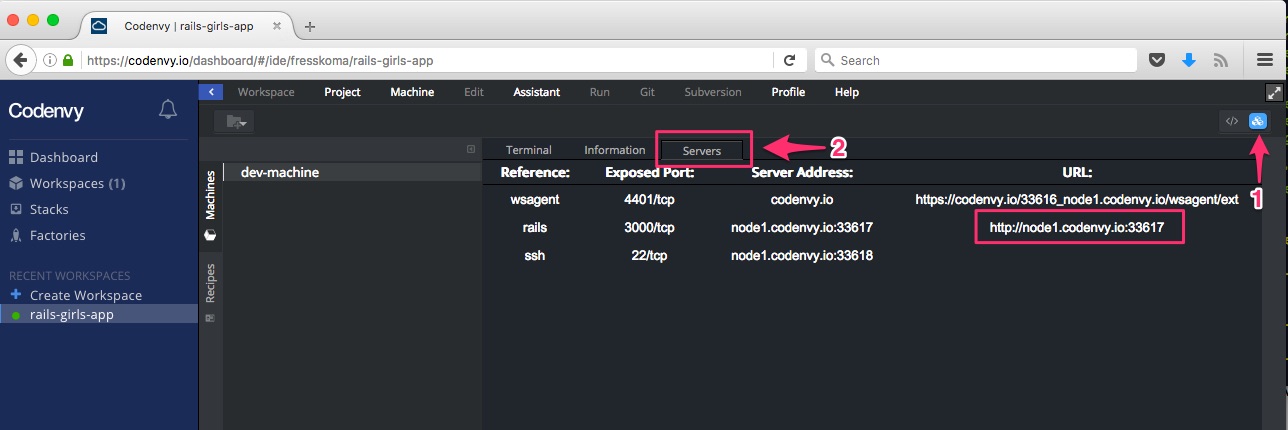 Codenvy | rails-girls-app
https://codenvy.io/dashboard/#/ide/fresskoma/rails-girls-app
Search
Codenvy
Workspace Project Machine Edit Assistant Run Git Subversion Profile Help
Dashboard
Workspaces (1)
Stacks
Factories
RECENT WORKSPACES
+ Create Workspace
rails-girls-app
Machines
Recipes
dev-machine
Terminal Information Servers
2
1
Reference: Exposed Port: Server Address: URL:
wsagent 4401/tcp codenvy.io https://codenvy.io/33616_node1.codenvy.io/wsagent/ext
rails 3000/tcp node1.codenvy.io:33617 http://node1.codenvy.io:33617
ssh 22/tcp node1.codenvy.io:33618